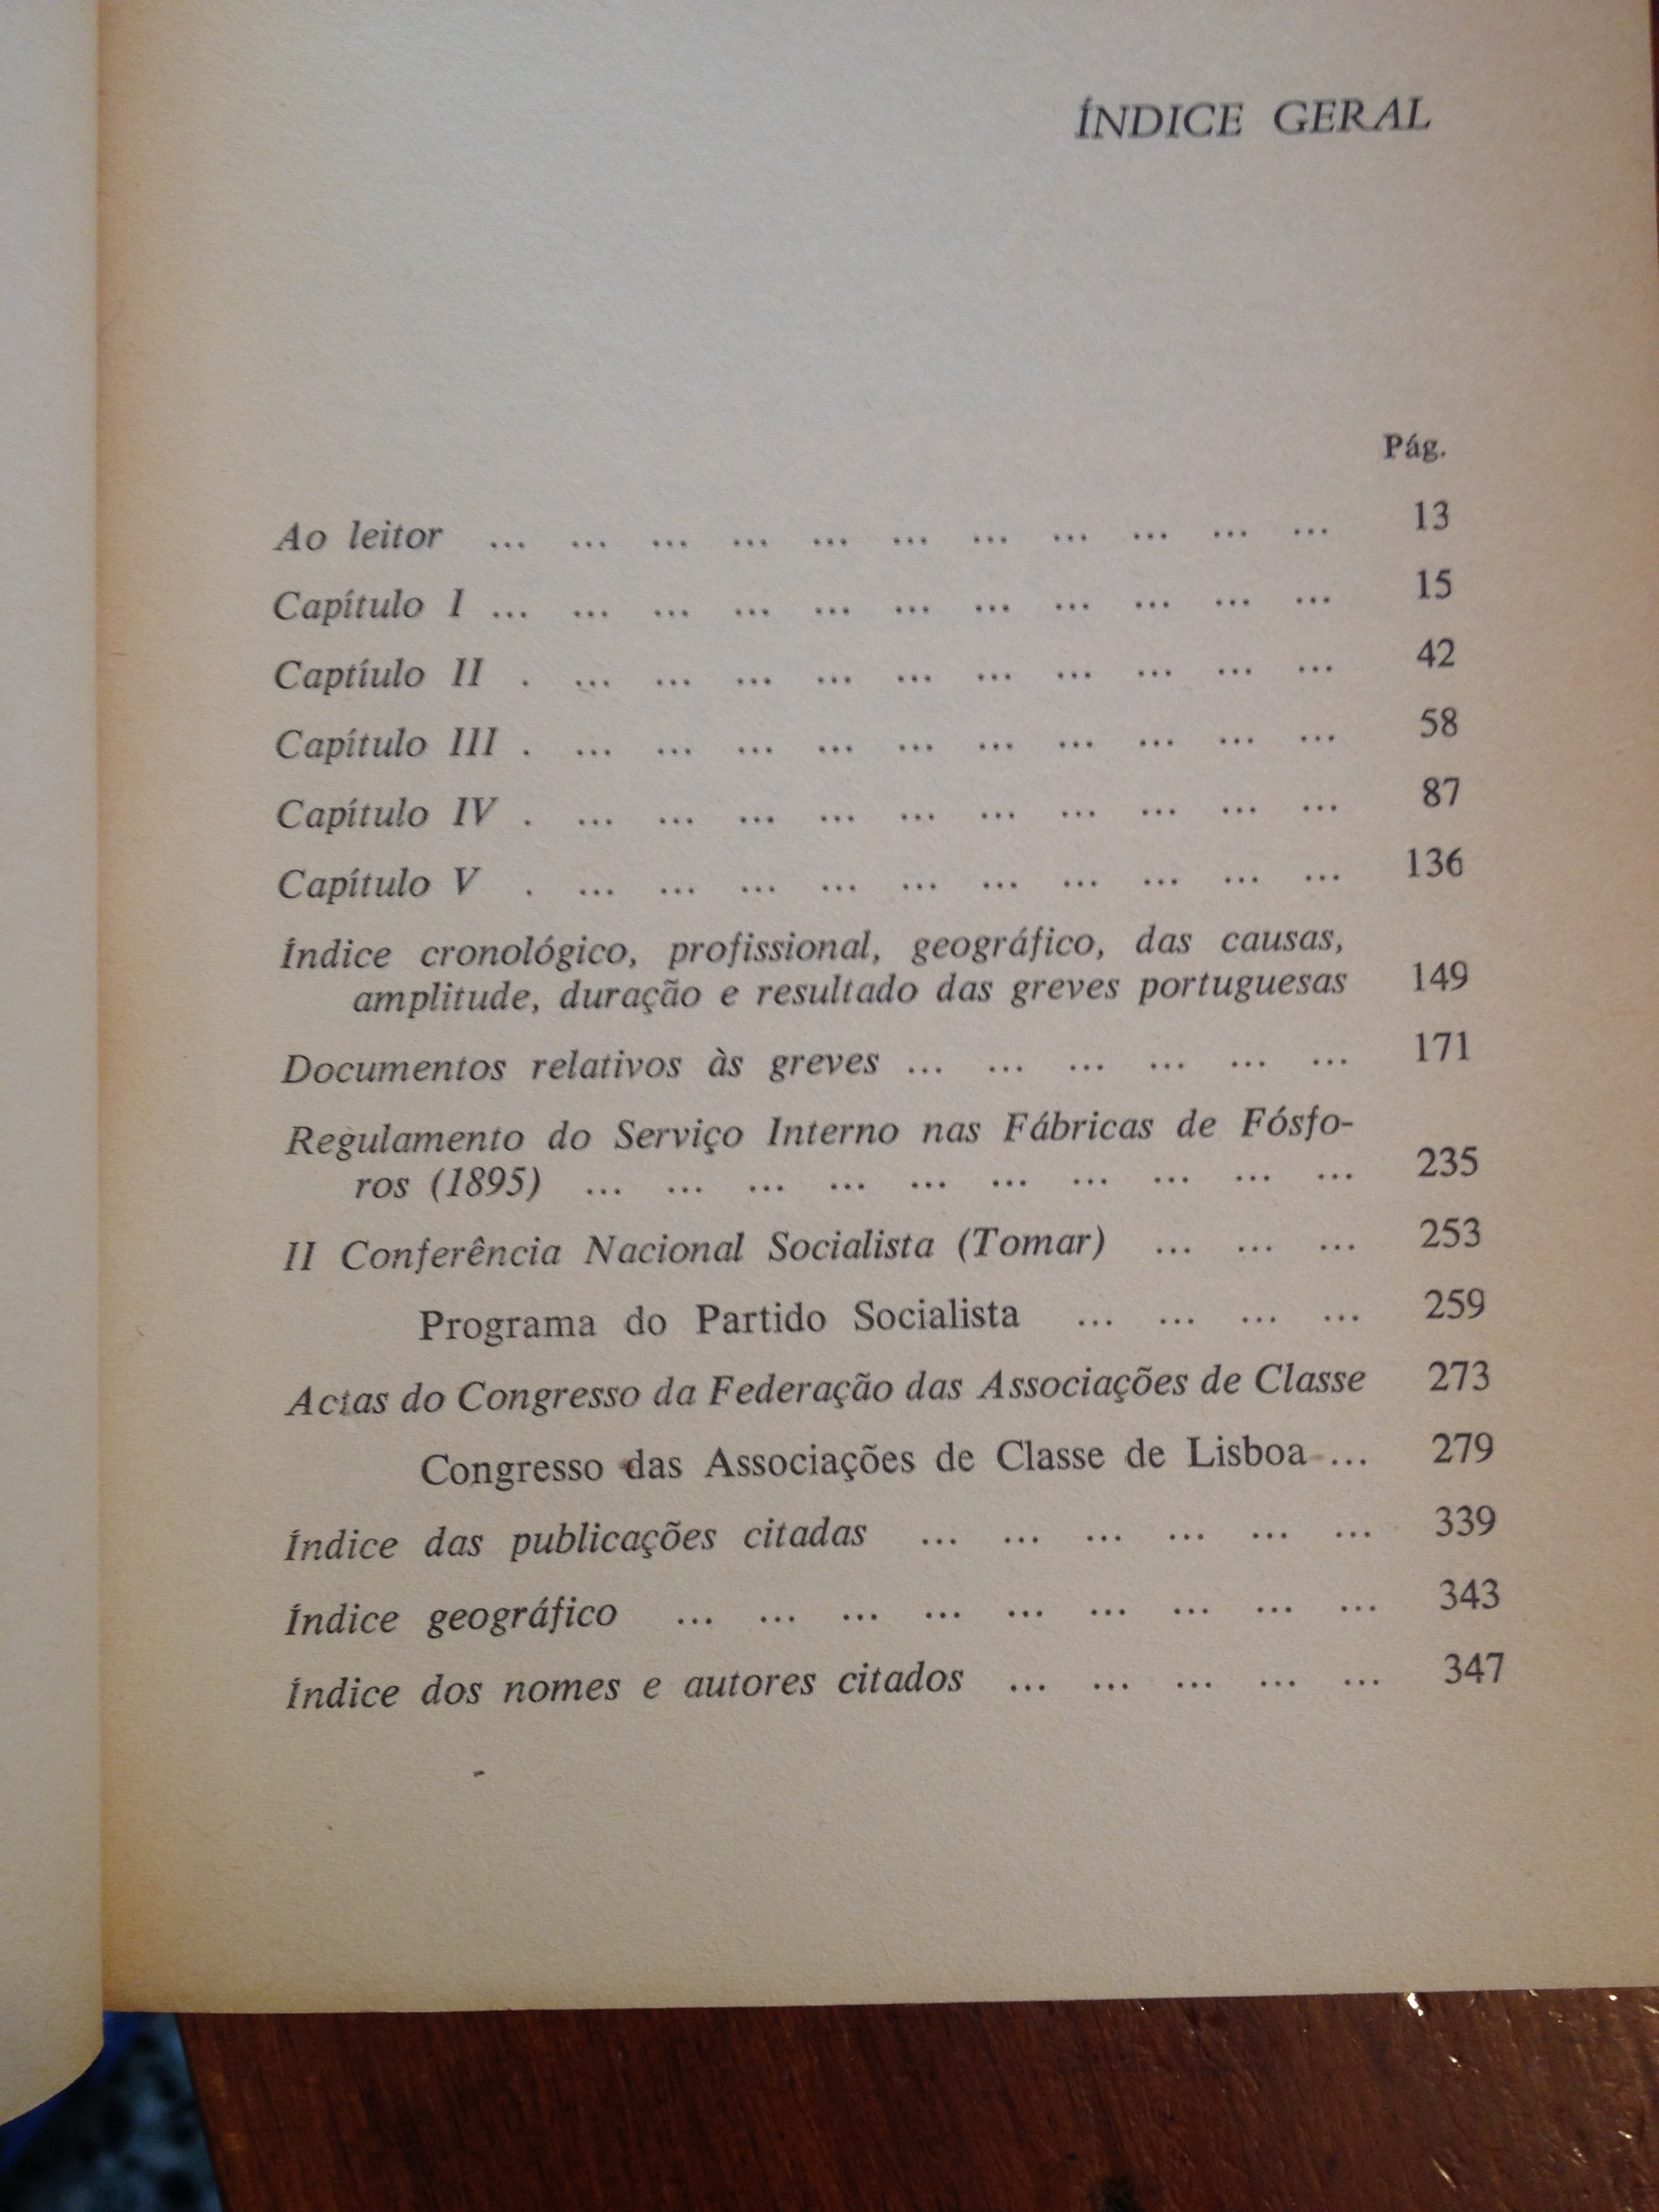 ÍNDICE GERAL
Pág.
Ao leitor ... ... ... ... ... ... ... ... ... ... ... 13
Capítulo I ... ... ... ... ... ... ... ... ... ... ... 15
Captíulo II . ... ... ... ... ... ... ... ... ... ... 42
Capítulo III . ... ... ... ... ... ... ... ... ... ... 58
Capítulo IV . ... ... ... ... ... ... ... ... ... ... 87
Capítulo V . ... ... ... ... ... ... ... ... ... ... 136
Índice cronológico, profissional, geográfico, das causas,
amplitude, duração e resultado das greves portuguesas 149
Documentos relativos às greves ... ... ... ... ... ... 171
Regulamento do Serviço Interno nas Fábricas de Fósfo-
ros (1895) ... ... ... ... ... ... ... ... ... ... 235
II Conferência Nacional Socialista (Tomar) ... ... ... 253
Programa do Partido Socialista ... ... ... ... 259
Actas do Congresso da Federação das Associações de Classe 273
Congresso das Associações de Classe de Lisboa ... 279
Índice das publicações citadas ... ... ... ... ... ... 339
Índice geográfico ... ... ... ... ... ... ... ... ... 343
Índice dos nomes e autores citados ... ... ... ... ... 347